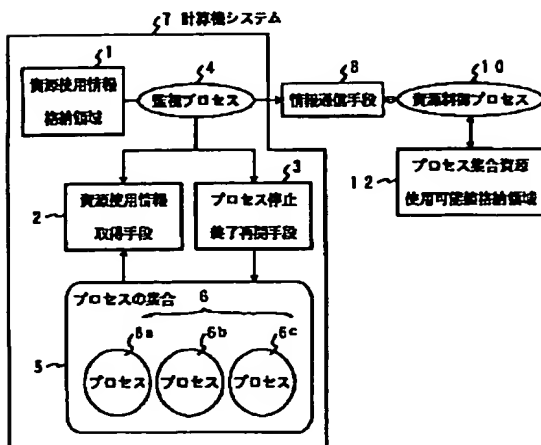 7 計算機システム
1
資源使用情報
格納領域
4
監視プロセス
8
情報通信手段
10
資源制御プロセス
12
プロセス集合資源
使用可能値格納領域
2
資源使用情報
取得手段
3
プロセス停止
終了再開手段
5
プロセスの集合
6
6a
プロセス
6b
プロセス
6c
プロセス